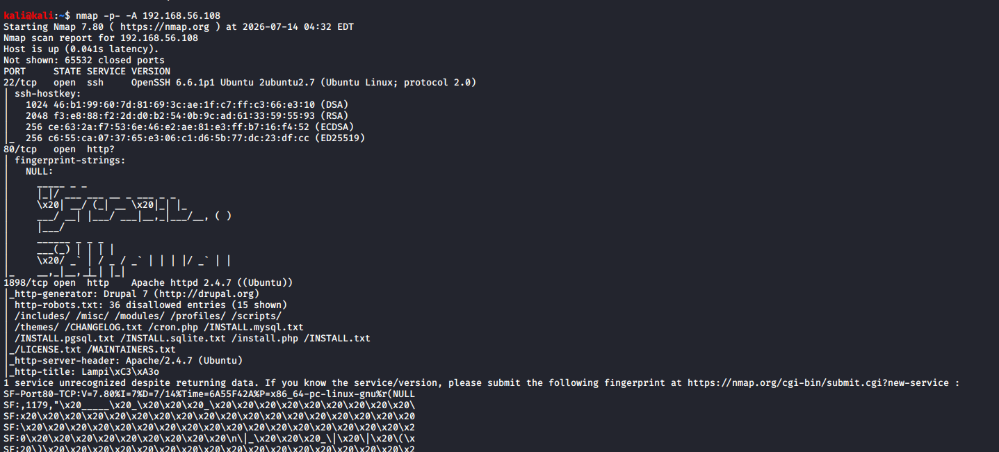 kali@kali:~$ nmap -p- -A 192.168.56.108
Starting Nmap 7.80 ( https://nmap.org ) at 2026-07-14 04:32 EDT
Nmap scan report for 192.168.56.108
Host is up (0.041s latency).
Not shown: 65532 closed ports
PORT     STATE SERVICE VERSION
22/tcp   open  ssh     OpenSSH 6.6.1p1 Ubuntu 2ubuntu2.7 (Ubuntu Linux; protocol 2.0)
| ssh-hostkey:
|   1024 46:b1:99:60:7d:81:69:3c:ae:1f:c7:ff:c3:66:e3:10 (DSA)
|   2048 f3:e8:88:f2:2d:d0:b2:54:0b:9c:ad:61:33:59:55:93 (RSA)
|   256 ce:63:2a:f7:53:6e:46:e2:ae:81:e3:ff:b7:16:f4:52 (ECDSA)
|_  256 c6:55:ca:07:37:65:e3:06:c1:d6:5b:77:dc:23:df:cc (ED25519)
80/tcp   open  http?
| fingerprint-strings:
|   NULL:
|     _____ _ _
|     |_|/ ___ ___ __ _ ___ _ _
|     \x20| __/ (_| __ \x20|_| |_
|     ___/ __| |___/ ___|__,_|___/__, ( )
|     |___/
|     ______ _ _ _
|     ___(_) | | | |
|     \x20/ _` | / _ / _` | | | |/ _` | |
|_    __,_|__,_|_| |_|
1898/tcp open  http    Apache httpd 2.4.7 ((Ubuntu))
|_http-generator: Drupal 7 (http://drupal.org)
| http-robots.txt: 36 disallowed entries (15 shown)
| /includes/ /misc/ /modules/ /profiles/ /scripts/
| /themes/ /CHANGELOG.txt /cron.php /INSTALL.mysql.txt
| /INSTALL.pgsql.txt /INSTALL.sqlite.txt /install.php /INSTALL.txt
|_/LICENSE.txt /MAINTAINERS.txt
|_http-server-header: Apache/2.4.7 (Ubuntu)
|_http-title: Lampi\xC3\xA3o
1 service unrecognized despite returning data. If you know the service/version, please submit the following fingerprint at https://nmap.org/cgi-bin/submit.cgi?new-service :
SF-Port80-TCP:V=7.80%I=7%D=7/14%Time=6A55F42A%P=x86_64-pc-linux-gnu%r(NULL
SF:,1179,"\x20_____\x20_\x20\x20\x20_\x20\x20\x20\x20\x20\x20\x20\x20\x20\
SF:x20\x20\x20\x20\x20\x20\x20\x20\x20\x20\x20\x20\x20\x20\x20\x20\x20\x20
SF:\x20\x20\x20\x20\x20\x20\x20\x20\x20\x20\x20\x20\x20\x20\x20\x20\x20\x2
SF:0\x20\x20\x20\x20\x20\x20\x20\x20\x20\x20\n\|_\x20\x20\x20_\|\x20\|\x20\(\x
SF:20\)\x20\x20\x20\x20\x20\x20\x20\x20\x20\x20\x20\x20\x20\x20\x20\x20\x2